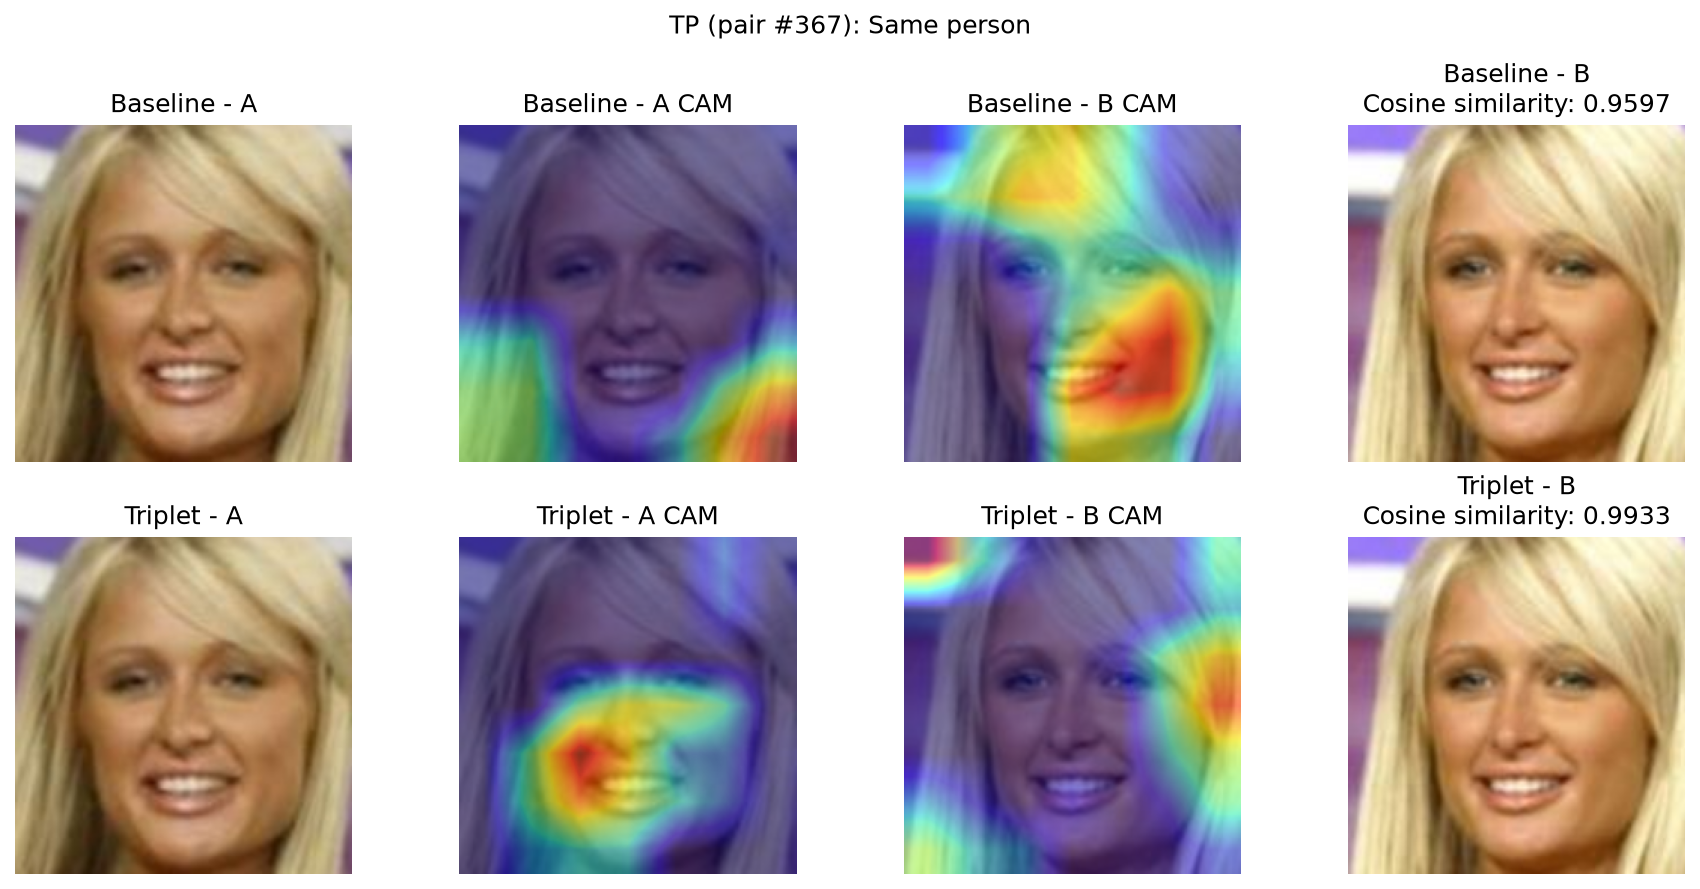 TP (pair #367): Same person
Baseline - A
Baseline - A CAM
Baseline - B CAM
Baseline - B
Cosine similarity: 0.9597
Triplet - A
Triplet - A CAM
Triplet - B CAM
Triplet - B
Cosine similarity: 0.9933